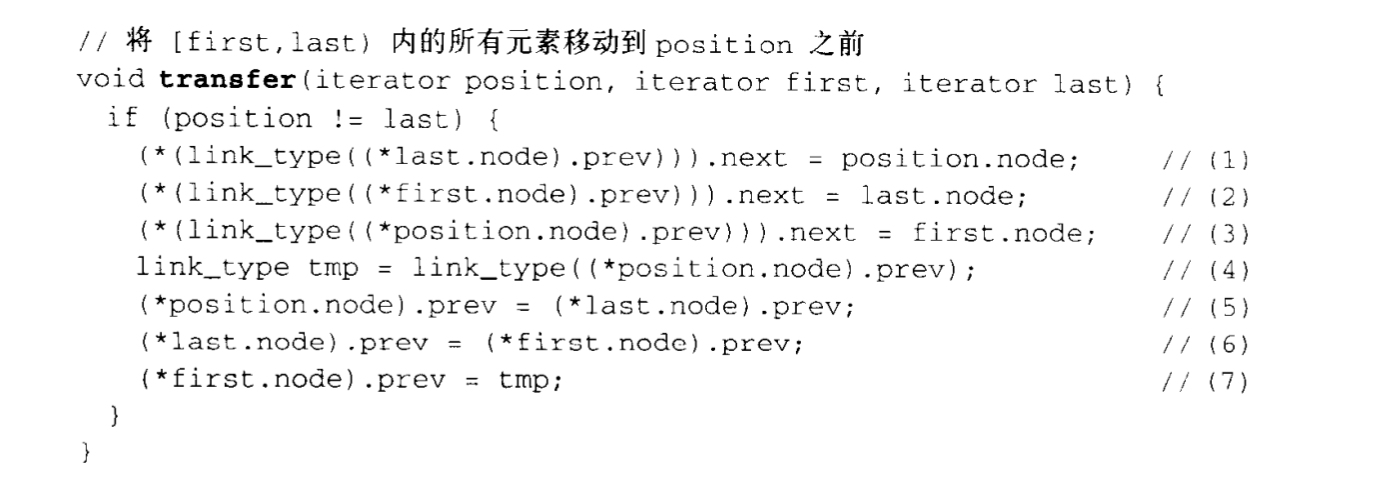 // 将 [first,last) 内的所有元素移动到 position 之前
void transfer(iterator position, iterator first, iterator last) {
if (position != last) {
(*(link_type((*last.node).prev))).next = position.node; // (1)
(*(link_type((*first.node).prev))).next = last.node; // (2)
(*(link_type((*position.node).prev))).next = first.node; // (3)
link_type tmp = link_type((*position.node).prev); // (4)
(*position.node).prev = (*last.node).prev; // (5)
(*last.node).prev = (*first.node).prev; // (6)
(*first.node).prev = tmp; // (7)
}
}